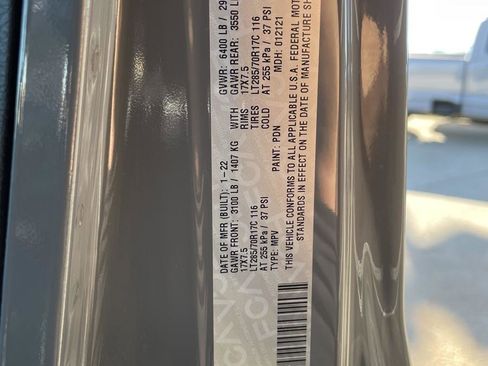 DATE OF MFR (BUILT): 1-22 GVWR: 6400 LB / 29
GAWR FRONT: 3100 LB / 1407 KG WITH GAWR REAR: 3550 LB
17X7.5 RIMS 17X7.5
LT285/70R17C 116 TIRES LT285/70R17C 116
AT 255 kPa / 37 PSI COLD AT 255 kPa / 37 PSI
TYPE: MPV PAINT: PDN MDH: 012121
THIS VEHICLE CONFORMS TO ALL APPLICABLE U.S.A. FEDERAL MOT
STANDARDS IN EFFECT ON THE DATE OF MANUFACTURE SH